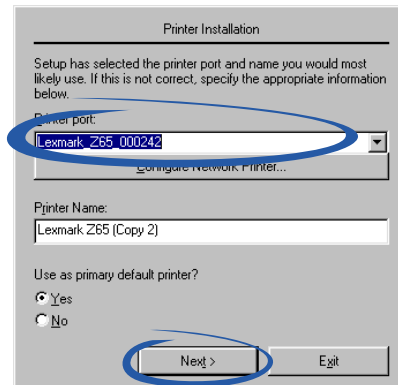 Printer Installation
Setup has selected the printer port and name you would most
likely use. If this is not correct, specify the appropriate information
below.
Printer port:
Lexmark_Z65_000242
Configure Network Printer...
Printer Name:
Lexmark Z65 (Copy 2)
Use as primary default printer?
Yes
No
Next > Exit